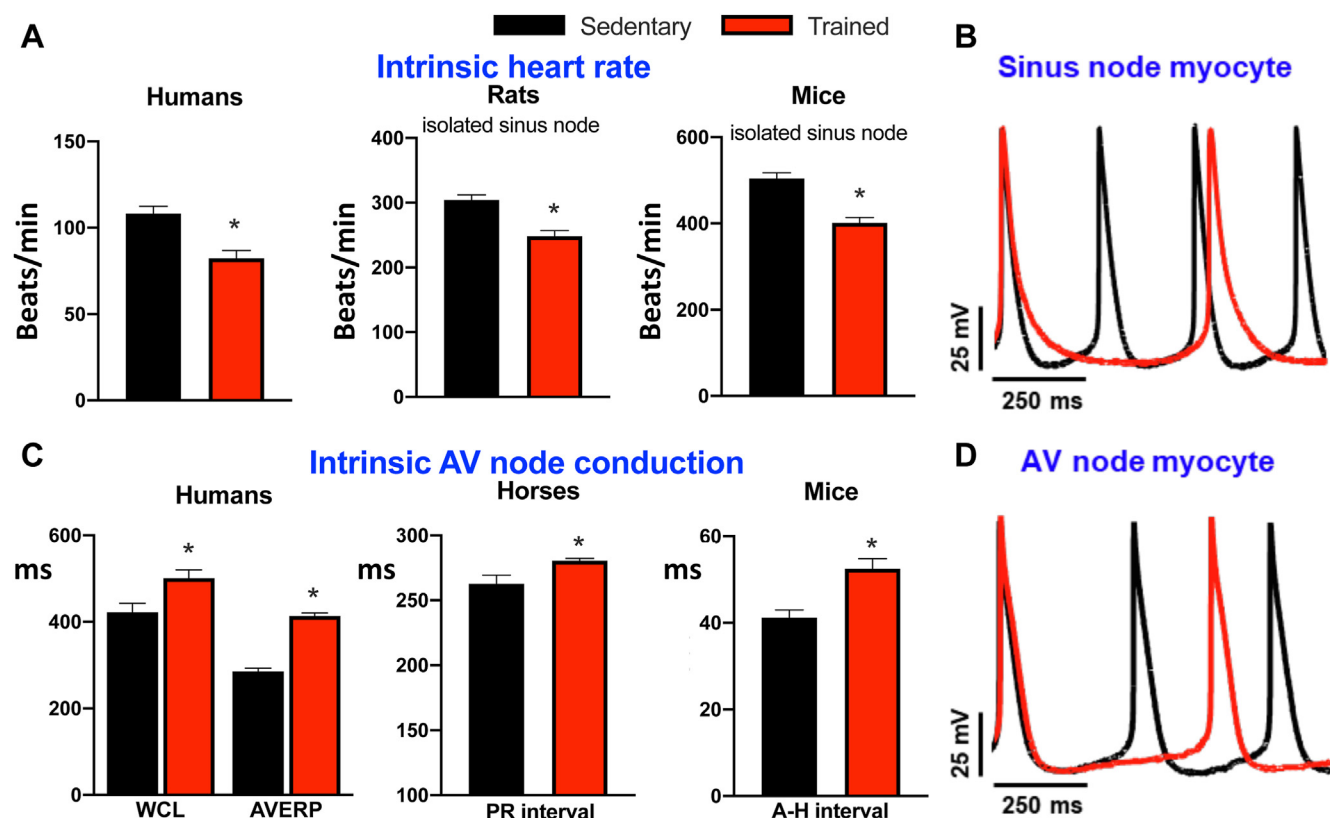 Sedentary Trained
A
Intrinsic heart rate
Humans
Beats/min
150
100
50
0
*
Rats
isolated sinus node
Beats/min
400
300
200
100
0
*
Mice
isolated sinus node
Beats/min
600
400
200
0
*
B
Sinus node myocyte
25 mV
250 ms
C
Intrinsic AV node conduction
Humans
ms
600
400
200
0
*
*
WCL AVERP
Horses
ms
300
250
200
150
100
*
PR interval
Mice
ms
60
40
20
0
*
A-H interval
D
AV node myocyte
25 mV
250 ms